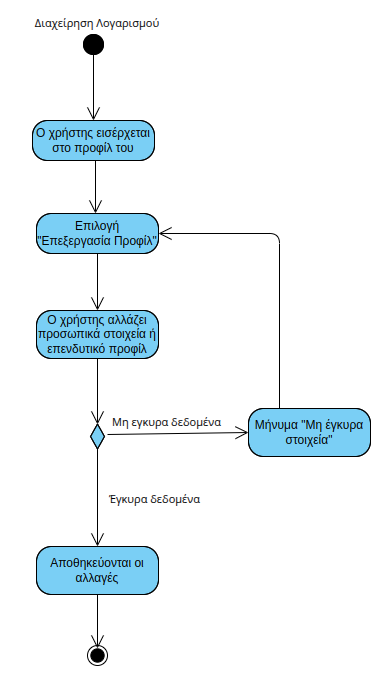 Διαχείρηση Λογαρισμού
Ο χρήστης εισέρχεται
στο προφίλ του
Επιλογή
"Επεξεργασία Προφίλ"
Ο χρήστης αλλάζει
προσωπικά στοιχεία ή
επενδυτικό προφίλ
Μη εγκυρα δεδομένα
Μήνυμα "Μη έγκυρα
στοιχεία"
Έγκυρα δεδομένα
Αποθηκεύονται οι
αλλαγές